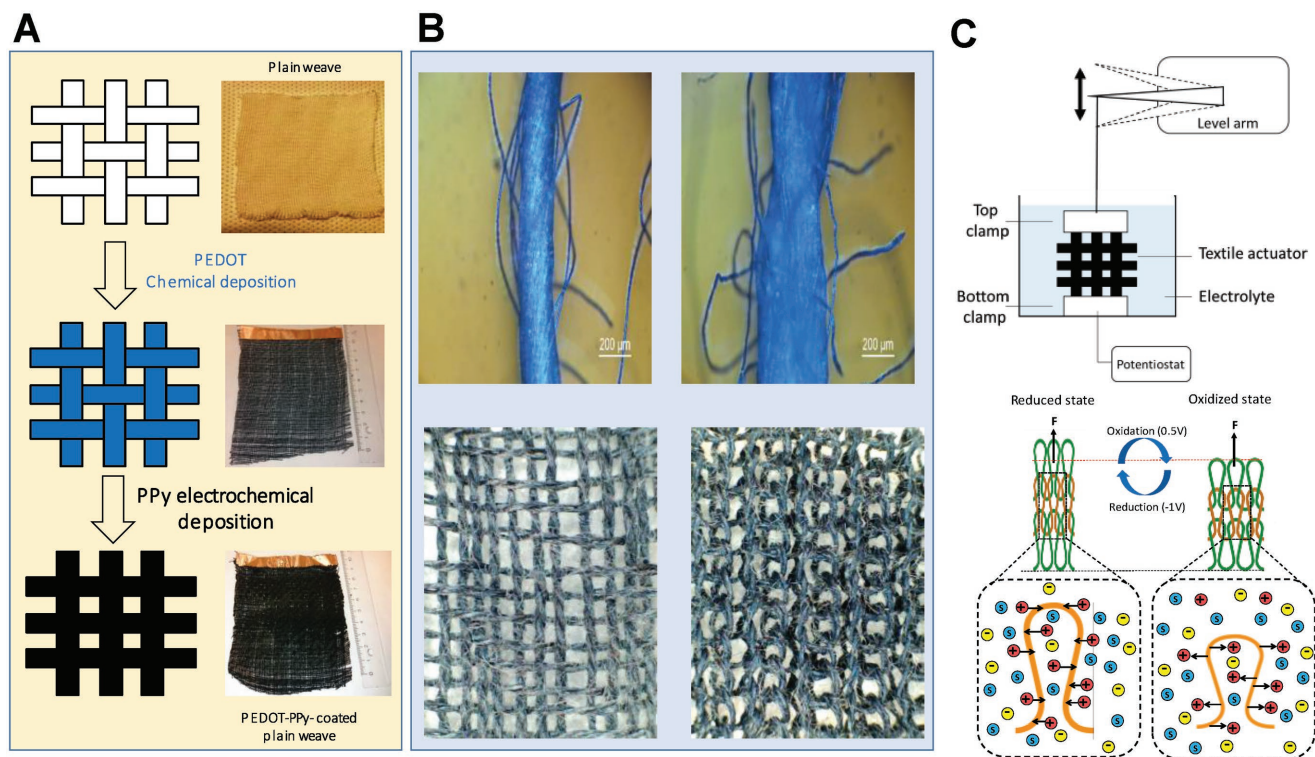 A
Plain weave
PEDOT
Chemical deposition
PPy electrochemical
deposition
PEDOT-PPy- coated
plain weave
B
200 µm
200 µm
C
Level arm
Top
clamp
Textile actuator
Bottom
clamp
Electrolyte
Potentiostat
Reduced state
Oxidized state
F
Oxidation (0.5V)
F
Reduction (-1V)